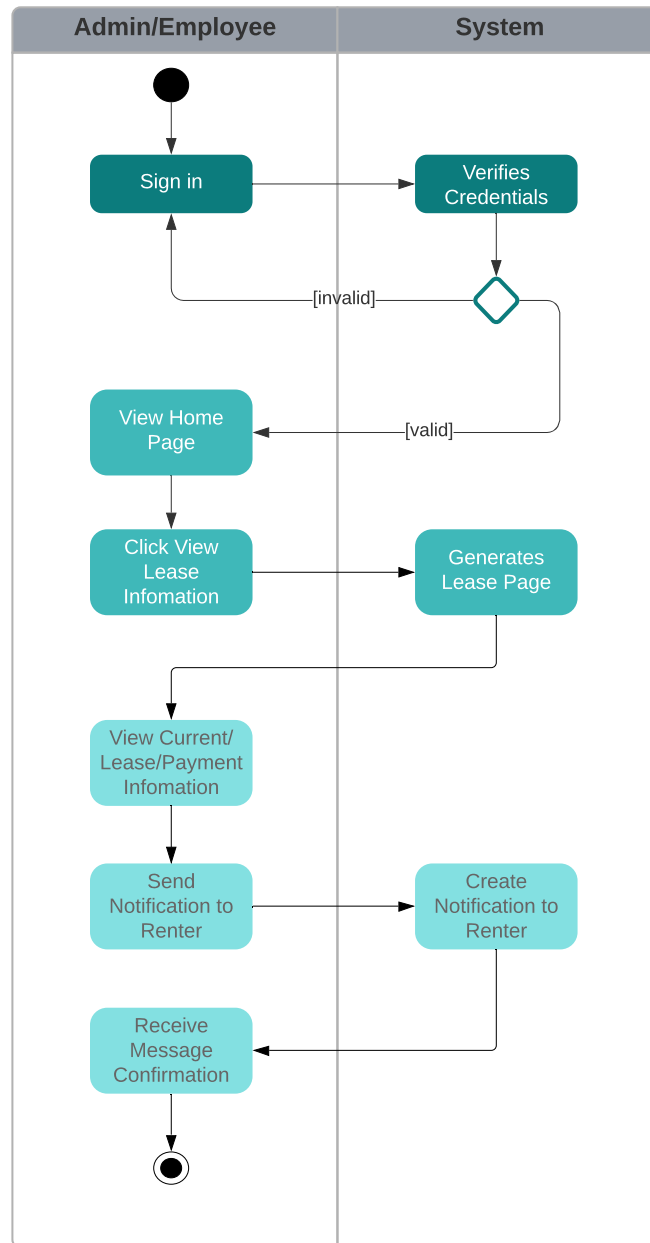 Admin/Employee
System
Sign in
Verifies
Credentials
[invalid]
View Home
Page
[valid]
Click View
Lease
Infomation
Generates
Lease Page
View Current/
Lease/Payment
Infomation
Send
Notification to
Renter
Create
Notification to
Renter
Receive
Message
Confirmation